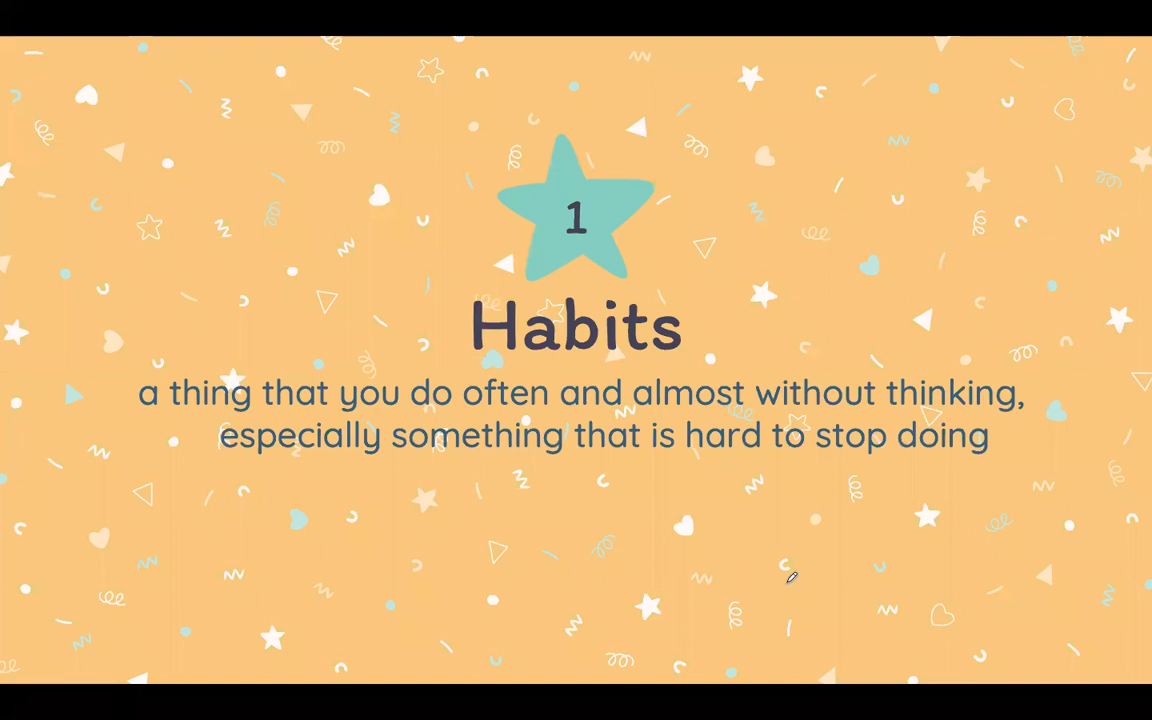 1
Habits
a thing that you do often and almost without thinking,
especially something that is hard to stop doing